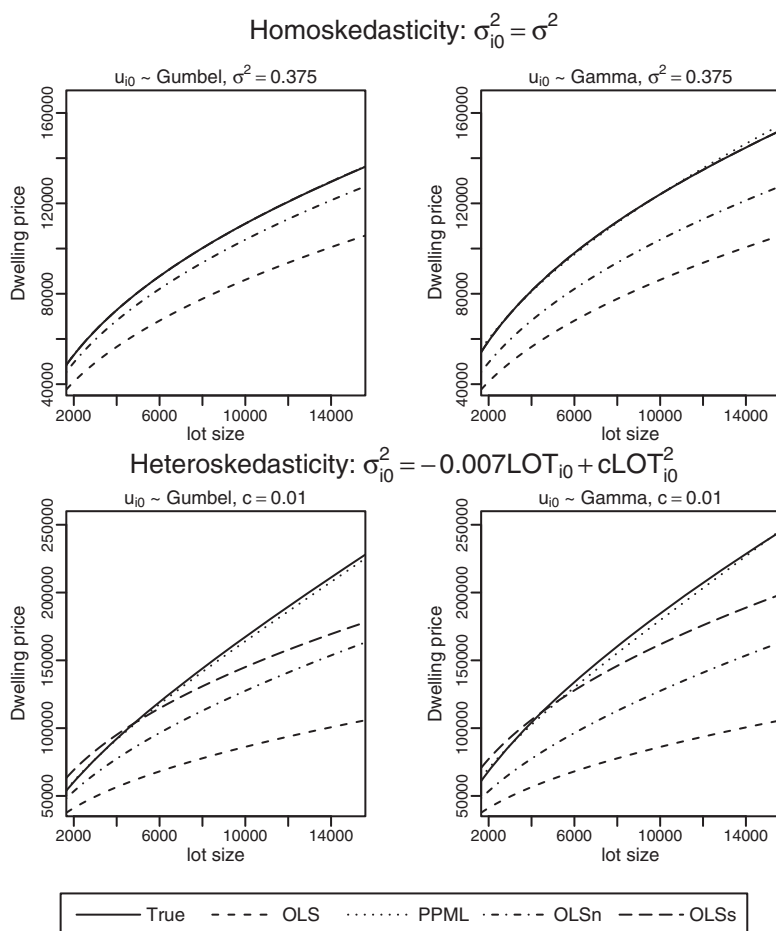 Homoskedasticity: σ²ᵢ₀ = σ²
uᵢ₀ ~ Gumbel, σ² = 0.375
Dwelling price
160000
120000
80000
40000
2000 6000 10000 14000
lot size
uᵢ₀ ~ Gamma, σ² = 0.375
Dwelling price
160000
120000
80000
40000
2000 6000 10000 14000
lot size
Heteroskedasticity: σ²ᵢ₀ = −0.007LOTᵢ₀ + cLOT²ᵢ₀
uᵢ₀ ~ Gumbel, c = 0.01
Dwelling price
250000
200000
150000
100000
50000
2000 6000 10000 14000
lot size
uᵢ₀ ~ Gamma, c = 0.01
Dwelling price
250000
200000
150000
100000
50000
2000 6000 10000 14000
lot size
True OLS PPML OLSn OLSs